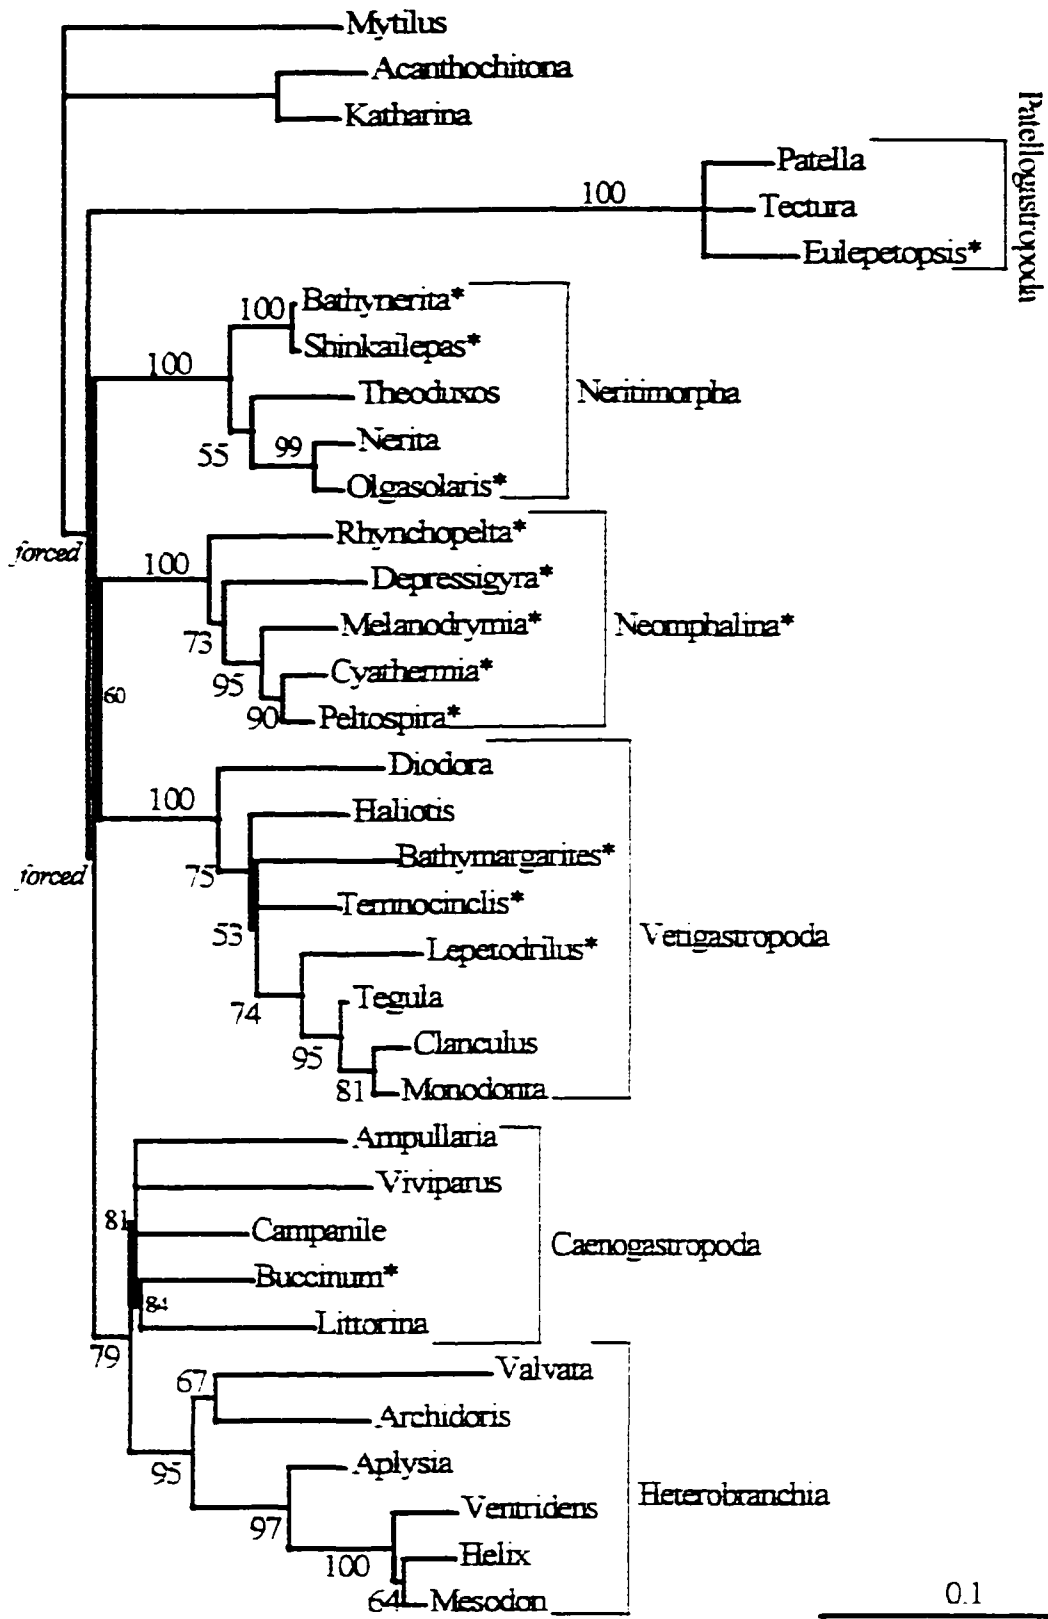 Mytilus
Acanthochitona
Katharina
Patellogastropoda
Patella
100
Tectura
Eulepetopsis*
Bathynerita*
100
Shinkailepas*
100
Theoduxos
Neritimorpha
Nerita
55
99
Olgasolaris*
Rhynchopelta*
forced
100
Depressigyra*
Melanodrymia*
Neomphalina*
73
Cyathermia*
95
60
90
Peltospira*
Diodora
100
Haliotis
Bathymargarites*
forced
75
Temnocinclis*
53
Vetigastropoda
Lepetodrilus*
Tegula
74
Clanculus
95
81
Monodonta
Ampullaria
Viviparus
81
Campanile
Caenogastropoda
Buccinum*
84
Littorina
79
Valvata
67
Archidoris
Aplysia
95
Heterobranchia
Ventridens
97
Helix
100
0.1
64
Mesodon